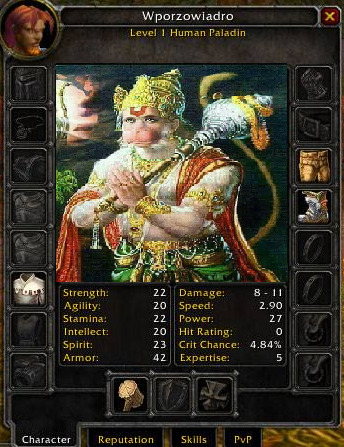 Wporzowiadro
Level 1 Human Paladin
Strength: 22
Agility: 20
Stamina: 22
Intellect: 20
Spirit: 23
Armor: 42
Damage: 8 - 11
Speed: 2.90
Power: 27
Hit Rating: 0
Crit Chance: 4.84%
Expertise: 5
Character Reputation Skills PvP